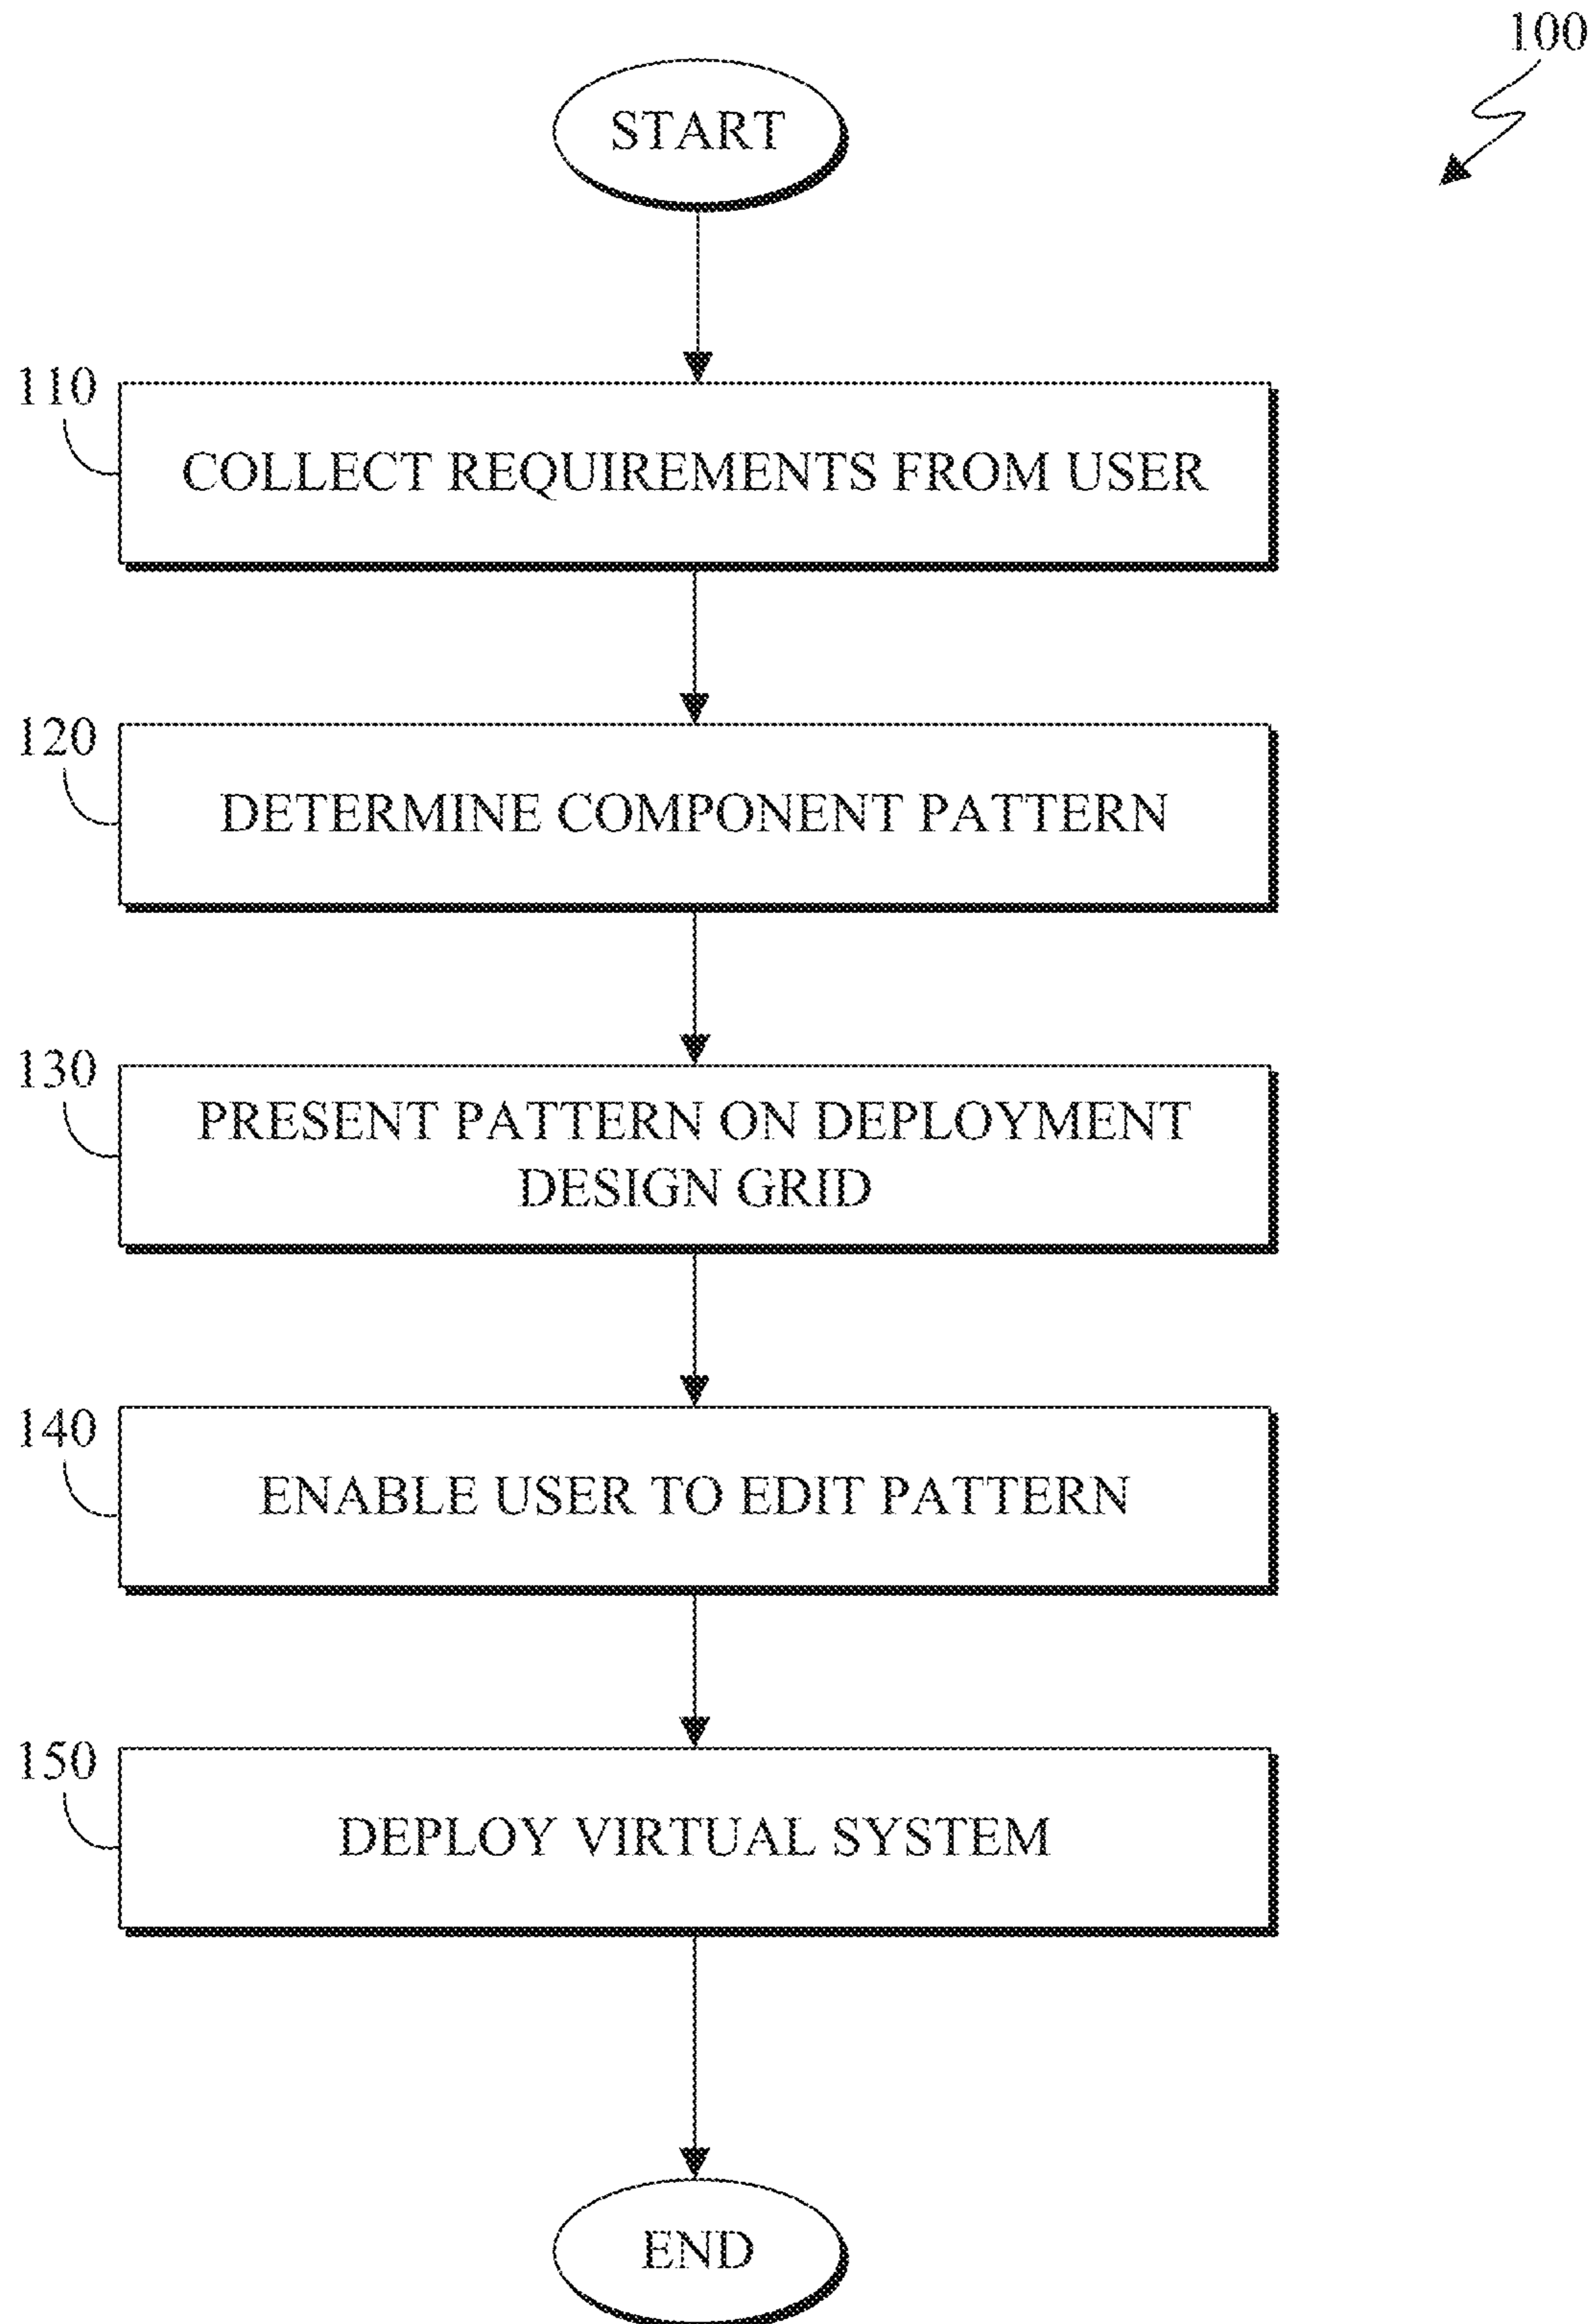 100
START
110
COLLECT REQUIREMENTS FROM USER
120
DETERMINE COMPONENT PATTERN
130
PRESENT PATTERN ON DEPLOYMENT
DESIGN GRID
140
ENABLE USER TO EDIT PATTERN
150
DEPLOY VIRTUAL SYSTEM
END